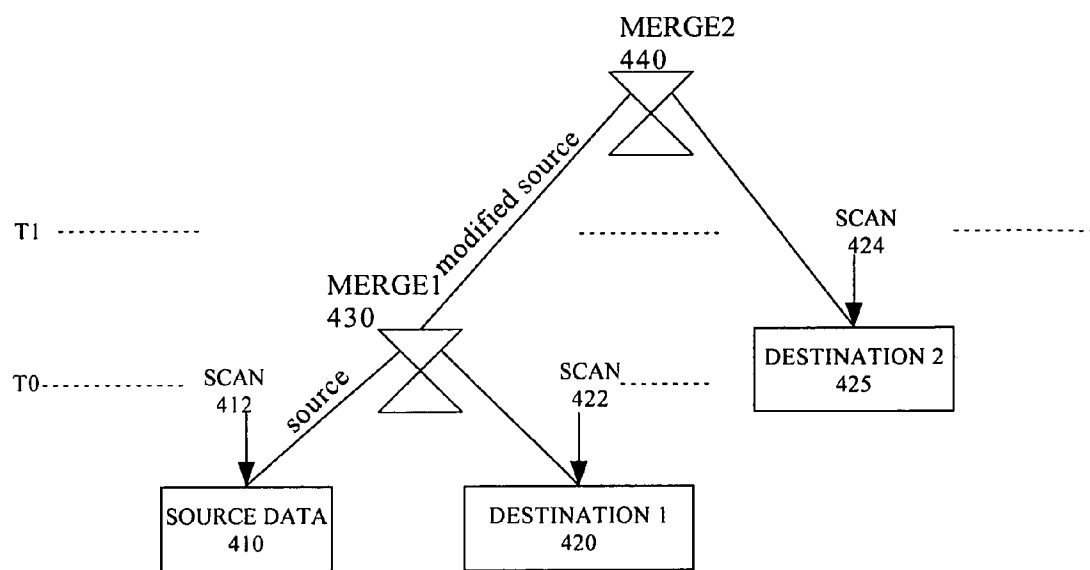 MERGE2
440
modified source
T1
SCAN
424
MERGE1
430
DESTINATION 2
425
T0
SCAN
412
source
SCAN
422
SOURCE DATA
410
DESTINATION 1
420